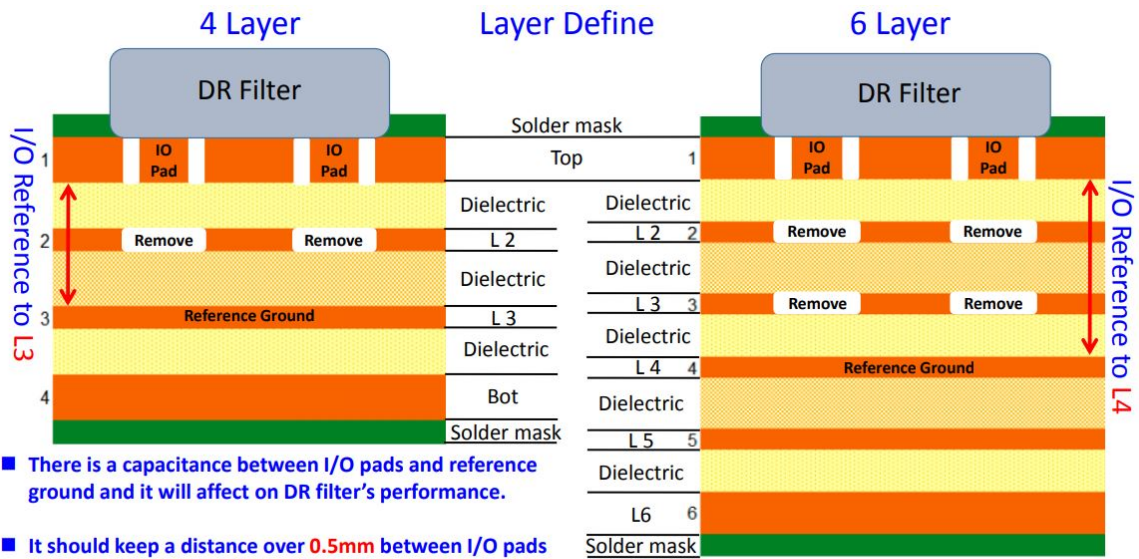 4 Layer
Layer Define
6 Layer
DR Filter
DR Filter
I/O Reference to L3
1
IO
Pad
IO
Pad
2
Remove
Remove
3
Reference Ground
4
Solder mask
Top
Dielectric
L 2
Dielectric
L 3
Dielectric
Bot
Solder mask
1
Dielectric
L 2 2
Dielectric
L 3 3
Dielectric
L 4 4
Dielectric
L 5 5
Dielectric
L6 6
Solder mask
IO
Pad
IO
Pad
Remove
Remove
Remove
Remove
Reference Ground
I/O Reference to L4
There is a capacitance between I/O pads and reference
ground and it will affect on DR filter's performance.
It should keep a distance over 0.5mm between I/O pads